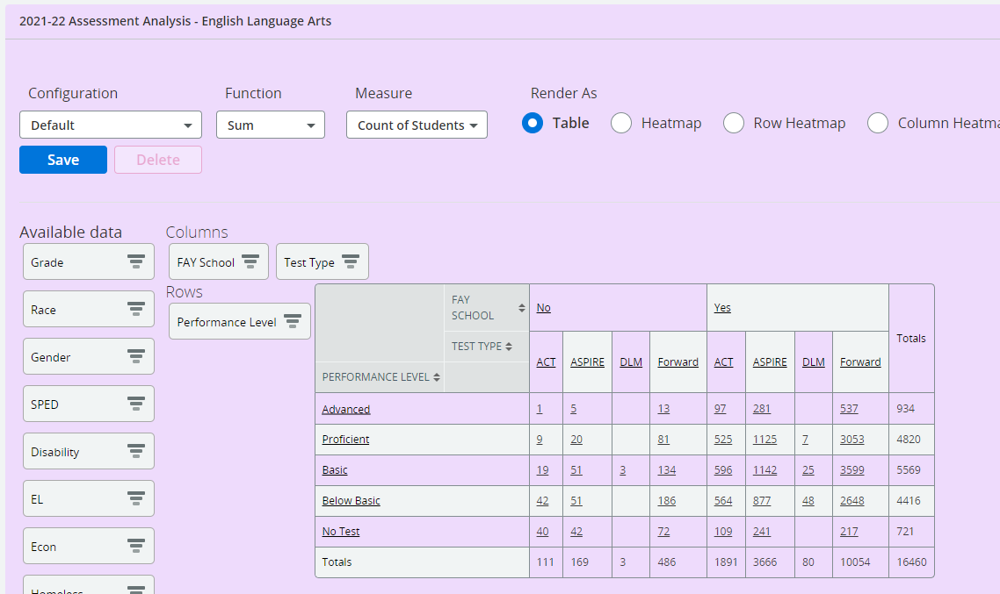 2021-22 Assessment Analysis - English Language Arts
Configuration Function Measure Render As
Default Sum Count of Students Table Heatmap Row Heatmap Column Heatma
Save Delete
Available data Columns
Grade FAY School Test Type
Rows
Race Performance Level
Gender
SPED
Disability
EL
Econ
Homeless
FAY SCHOOL No Yes Totals
TEST TYPE ACT ASPIRE DLM Forward ACT ASPIRE DLM Forward
PERFORMANCE LEVEL
Advanced 1 5 13 97 281 537 934
Proficient 9 20 81 525 1125 7 3053 4820
Basic 19 51 3 134 596 1142 25 3599 5569
Below Basic 42 51 186 564 877 48 2648 4416
No Test 40 42 72 109 241 217 721
Totals 111 169 3 486 1891 3666 80 10054 16460